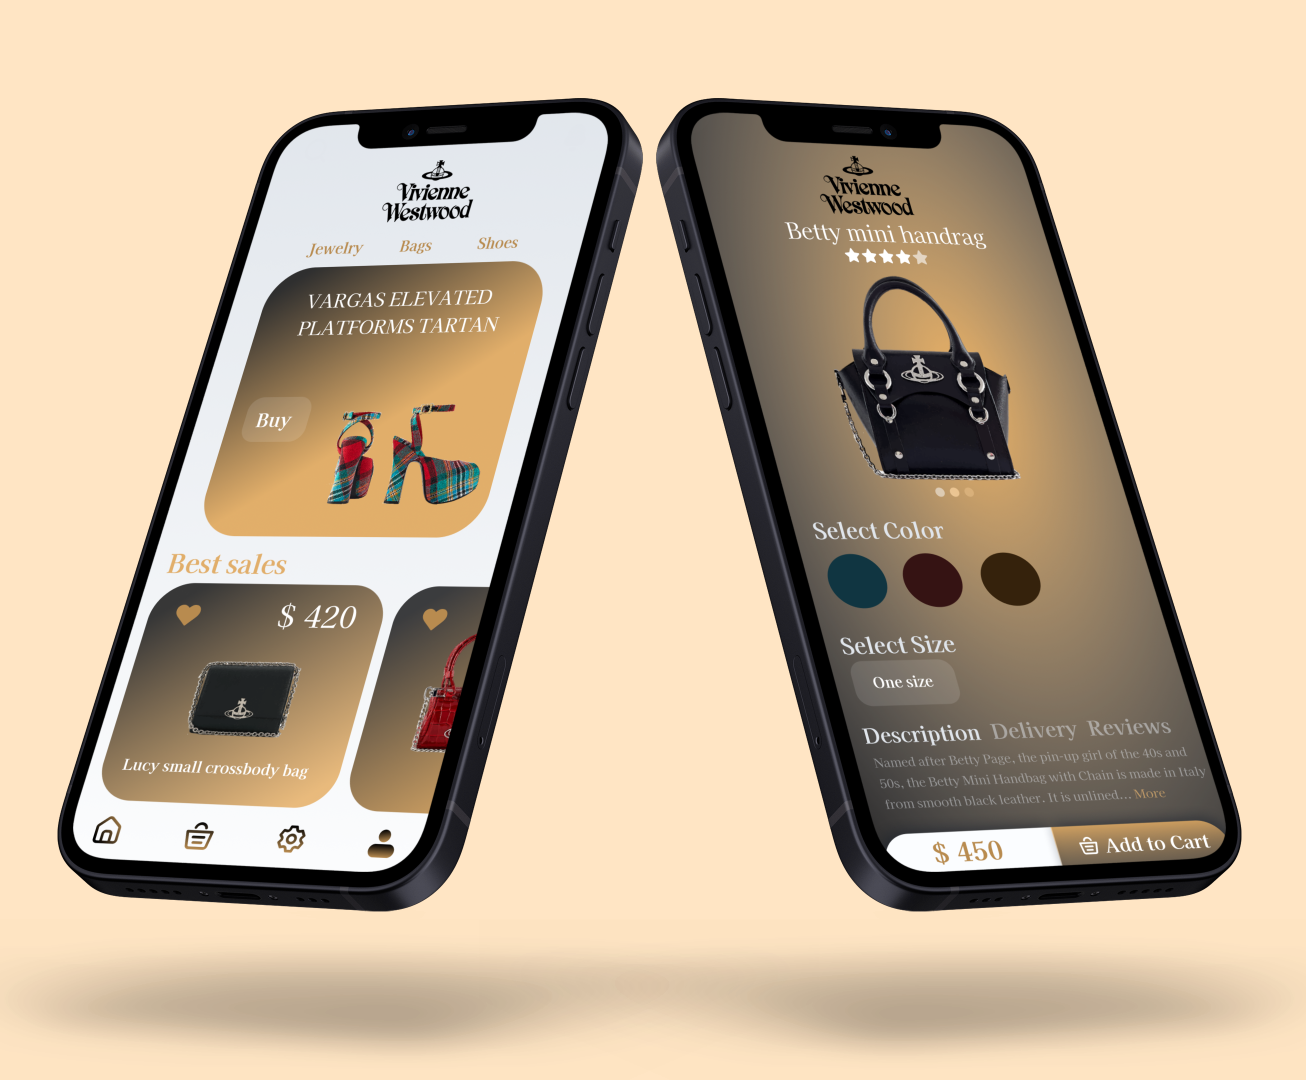 Vivienne
Westwood
Jewelry Bags Shoes
VARGAS ELEVATED
PLATFORMS TARTAN
Buy
Best sales
$ 420
Lucy small crossbody bag
Vivienne
Westwood
Betty mini handrag
Select Color
Select Size
One size
Description Delivery Reviews
Named after Betty Page, the pin-up girl of the 40s and
50s, the Betty Mini Handbag with Chain is made in Italy
from smooth black leather. It is unlined... More
$ 450 Add to Cart